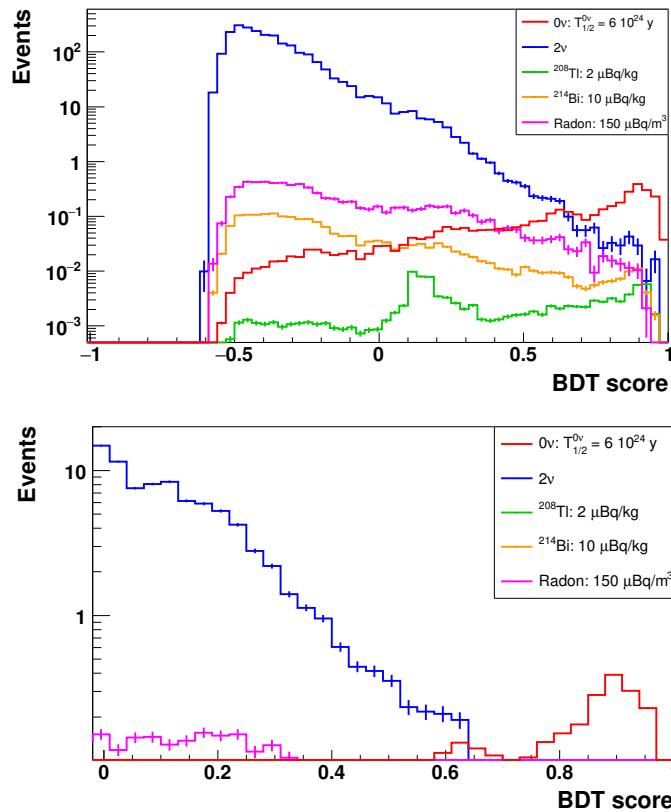 Events
10²
10
1
10⁻¹
10⁻²
10⁻³
−1 −0.5 0 0.5 1
BDT score
0ν: T⁰ᵛ₁/₂ = 6 10²⁴ y
2ν
²⁰⁸Tl: 2 μBq/kg
²¹⁴Bi: 10 μBq/kg
Radon: 150 μBq/m³
Events
10
1
0 0.2 0.4 0.6 0.8
BDT score
0ν: T⁰ᵛ₁/₂ = 6 10²⁴ y
2ν
²⁰⁸Tl: 2 μBq/kg
²¹⁴Bi: 10 μBq/kg
Radon: 150 μBq/m³